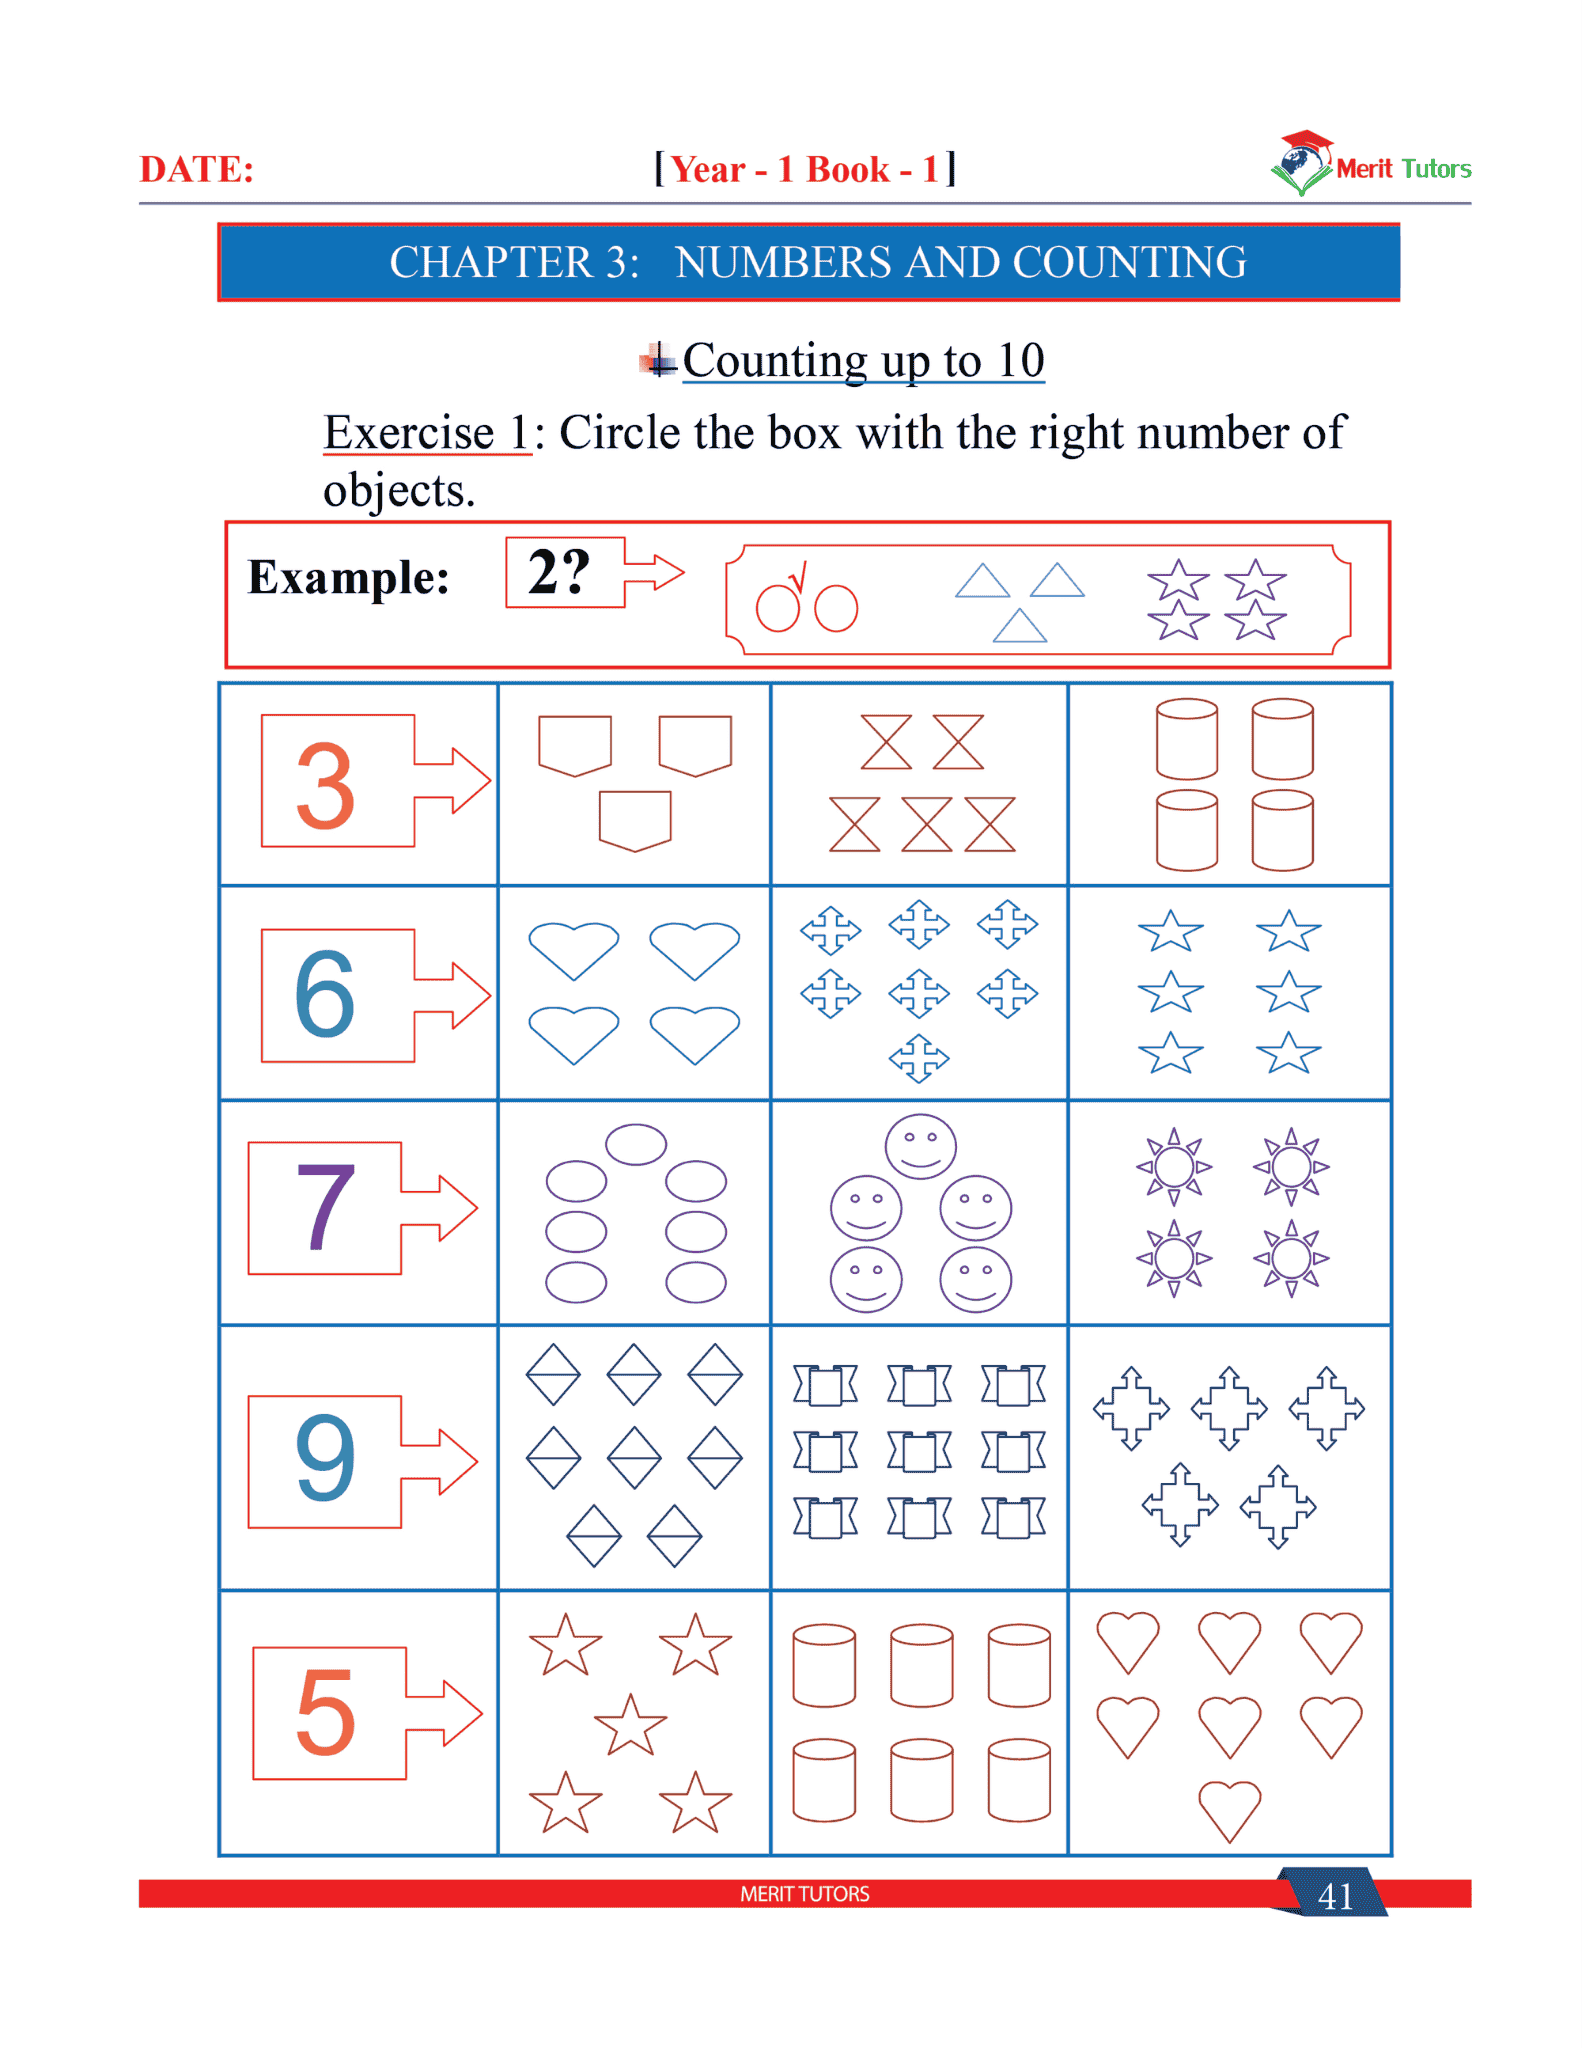 DATE:
[Year - 1 Book - 1]
Merit Tutors
CHAPTER 3: NUMBERS AND COUNTING
Counting up to 10
Exercise 1: Circle the box with the right number of
objects.
Example:
2?
√
3
6
7
9
5
MERIT TUTORS
41